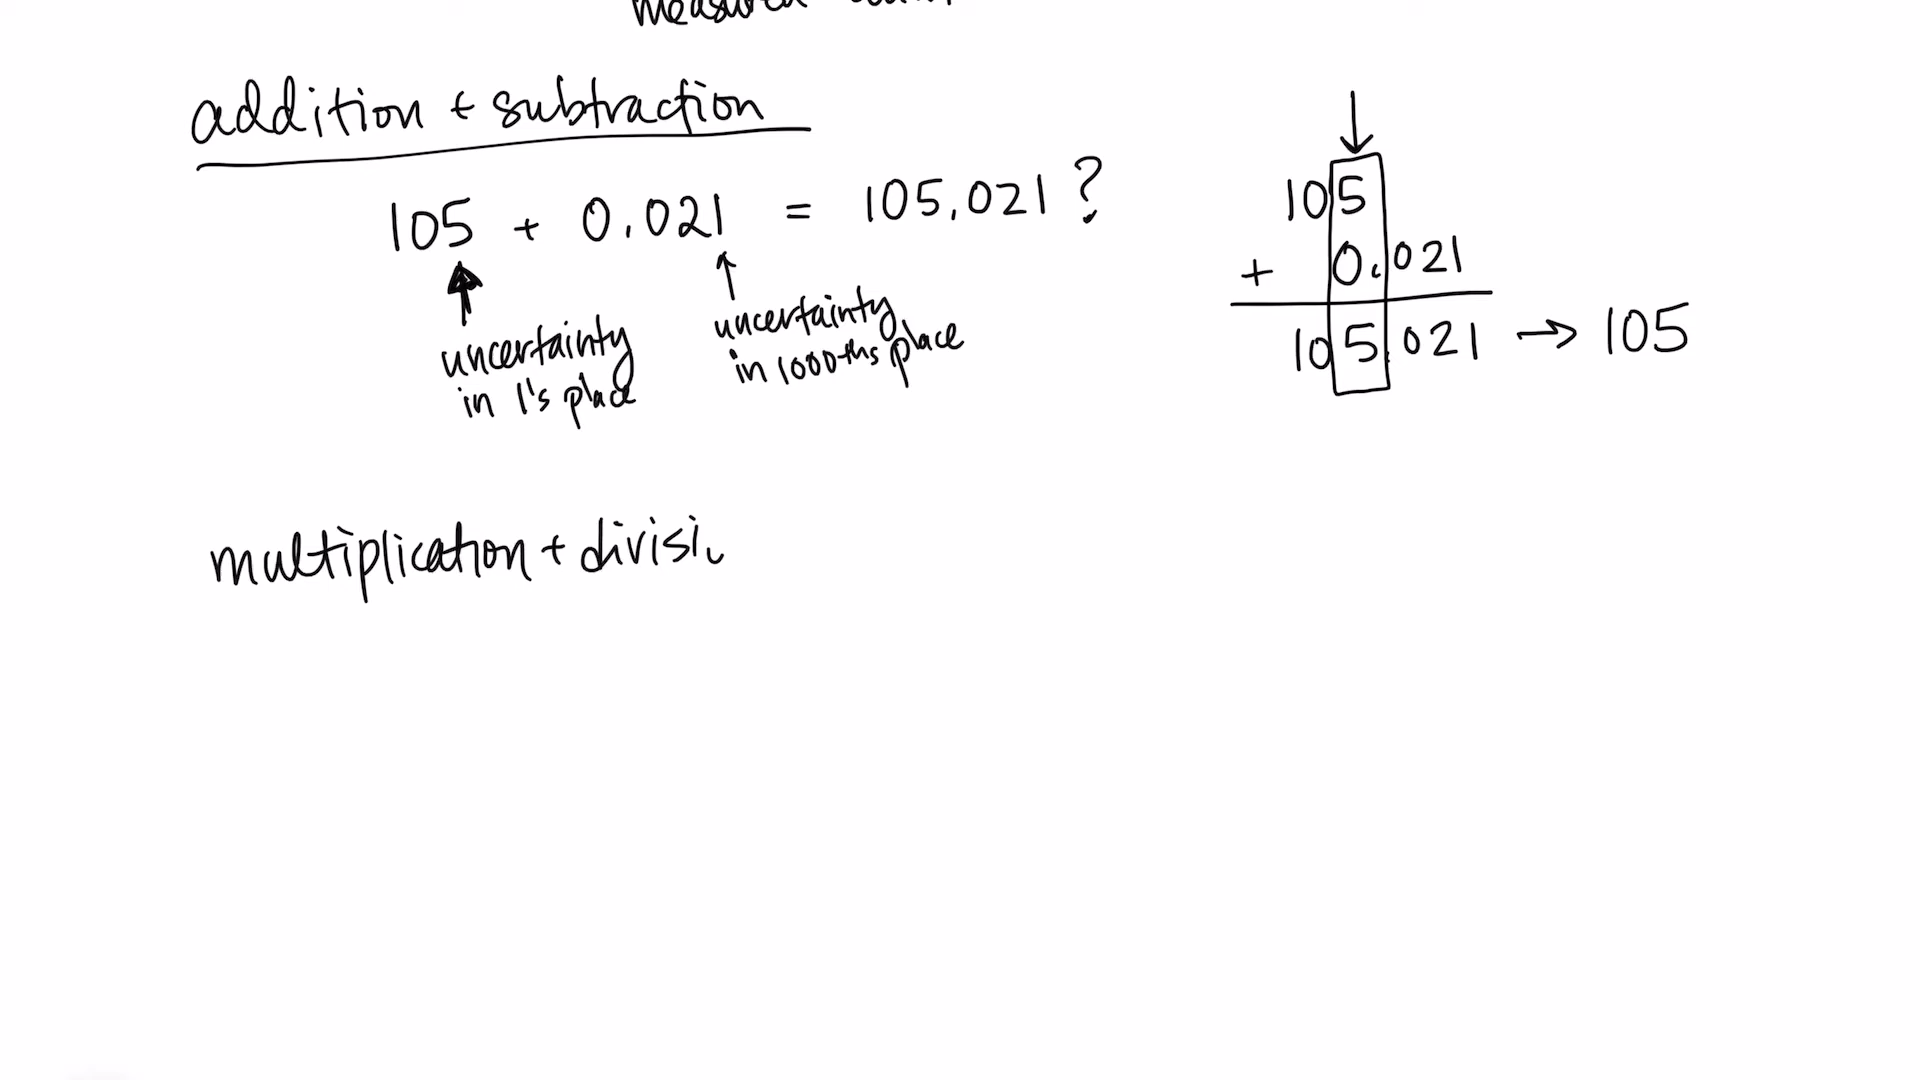 measured
addition + subtraction
105 + 0.021 = 105.021?
uncertainty
in 1's place
uncertainty
in 1000ths place
105
+ 0.021
105.021 → 105
multiplication + divisi